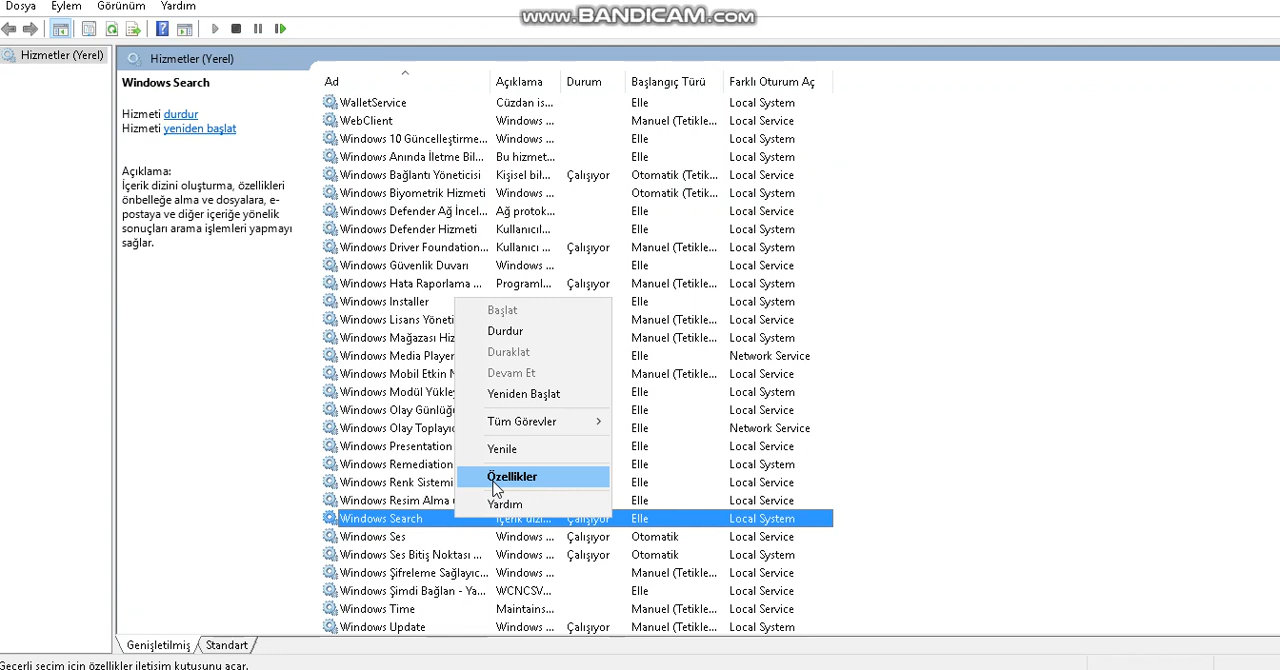 Dosya Eylem Görünüm Yardım
www.BANDICAM.com
Hizmetler (Yerel)
Hizmetler (Yerel)
Windows Search
Hizmeti durdur
Hizmeti yeniden başlat
Açıklama:
İçerik dizini oluşturma, özellikleri
önbelleğe alma ve dosyalara, e-
postaya ve diğer içeriğe yönelik
sonuçları arama işlemleri yapmayı
sağlar.
Ad Açıklama Durum Başlangıç Türü Farklı Oturum Aç
WalletService Cüzdan is... Elle Local System
WebClient Windows ... Manuel (Tetikle... Local Service
Windows 10 Güncelleştirme... Windows ... Elle Local System
Windows Anında İletme Bil... Bu hizmet... Elle Local System
Windows Bağlantı Yöneticisi Kişisel bil... Çalışıyor Otomatik (Tetik... Local Service
Windows Biyometrik Hizmeti Windows ... Otomatik (Tetik... Local System
Windows Defender Ağ İncel... Ağ protok... Elle Local Service
Windows Defender Hizmeti Kullanıcıl... Elle Local System
Windows Driver Foundation... Kullanıcı ... Çalışıyor Manuel (Tetikle... Local System
Windows Güvenlik Duvarı Windows ... Elle Local Service
Windows Hata Raporlama ... Programl... Çalışıyor Manuel (Tetikle... Local System
Windows Installer Elle Local System
Windows Lisans Yöneti Manuel (Tetikle... Local Service
Windows Mağazası Hiz Manuel (Tetikle... Local System
Windows Media Player Elle Network Service
Windows Mobil Etkin N Manuel (Tetikle... Local System
Windows Modül Yükley Elle Local System
Windows Olay Günlüğü Elle Local Service
Windows Olay Toplayıc Elle Network Service
Windows Presentation Elle Local Service
Windows Remediation Elle Local System
Windows Renk Sistemi Elle Local Service
Windows Resim Alma Elle Local Service
Windows Search İçerik dizi... Çalışıyor Elle Local System
Windows Ses Windows ... Çalışıyor Otomatik Local Service
Windows Ses Bitiş Noktası ... Windows ... Çalışıyor Otomatik Local System
Windows Şifreleme Sağlayıc... Windows ... Manuel (Tetikle... Local System
Windows Şimdi Bağlan - Ya... WCNCSV... Elle Local Service
Windows Time Maintains... Manuel (Tetikle... Local Service
Windows Update Windows ... Çalışıyor Manuel (Tetikle... Local System
Başlat
Durdur
Duraklat
Devam Et
Yeniden Başlat
Tüm Görevler
Yenile
Özellikler
Yardım
Genişletilmiş Standart
Geçerli seçim için özellikler iletişim kutusunu açar.